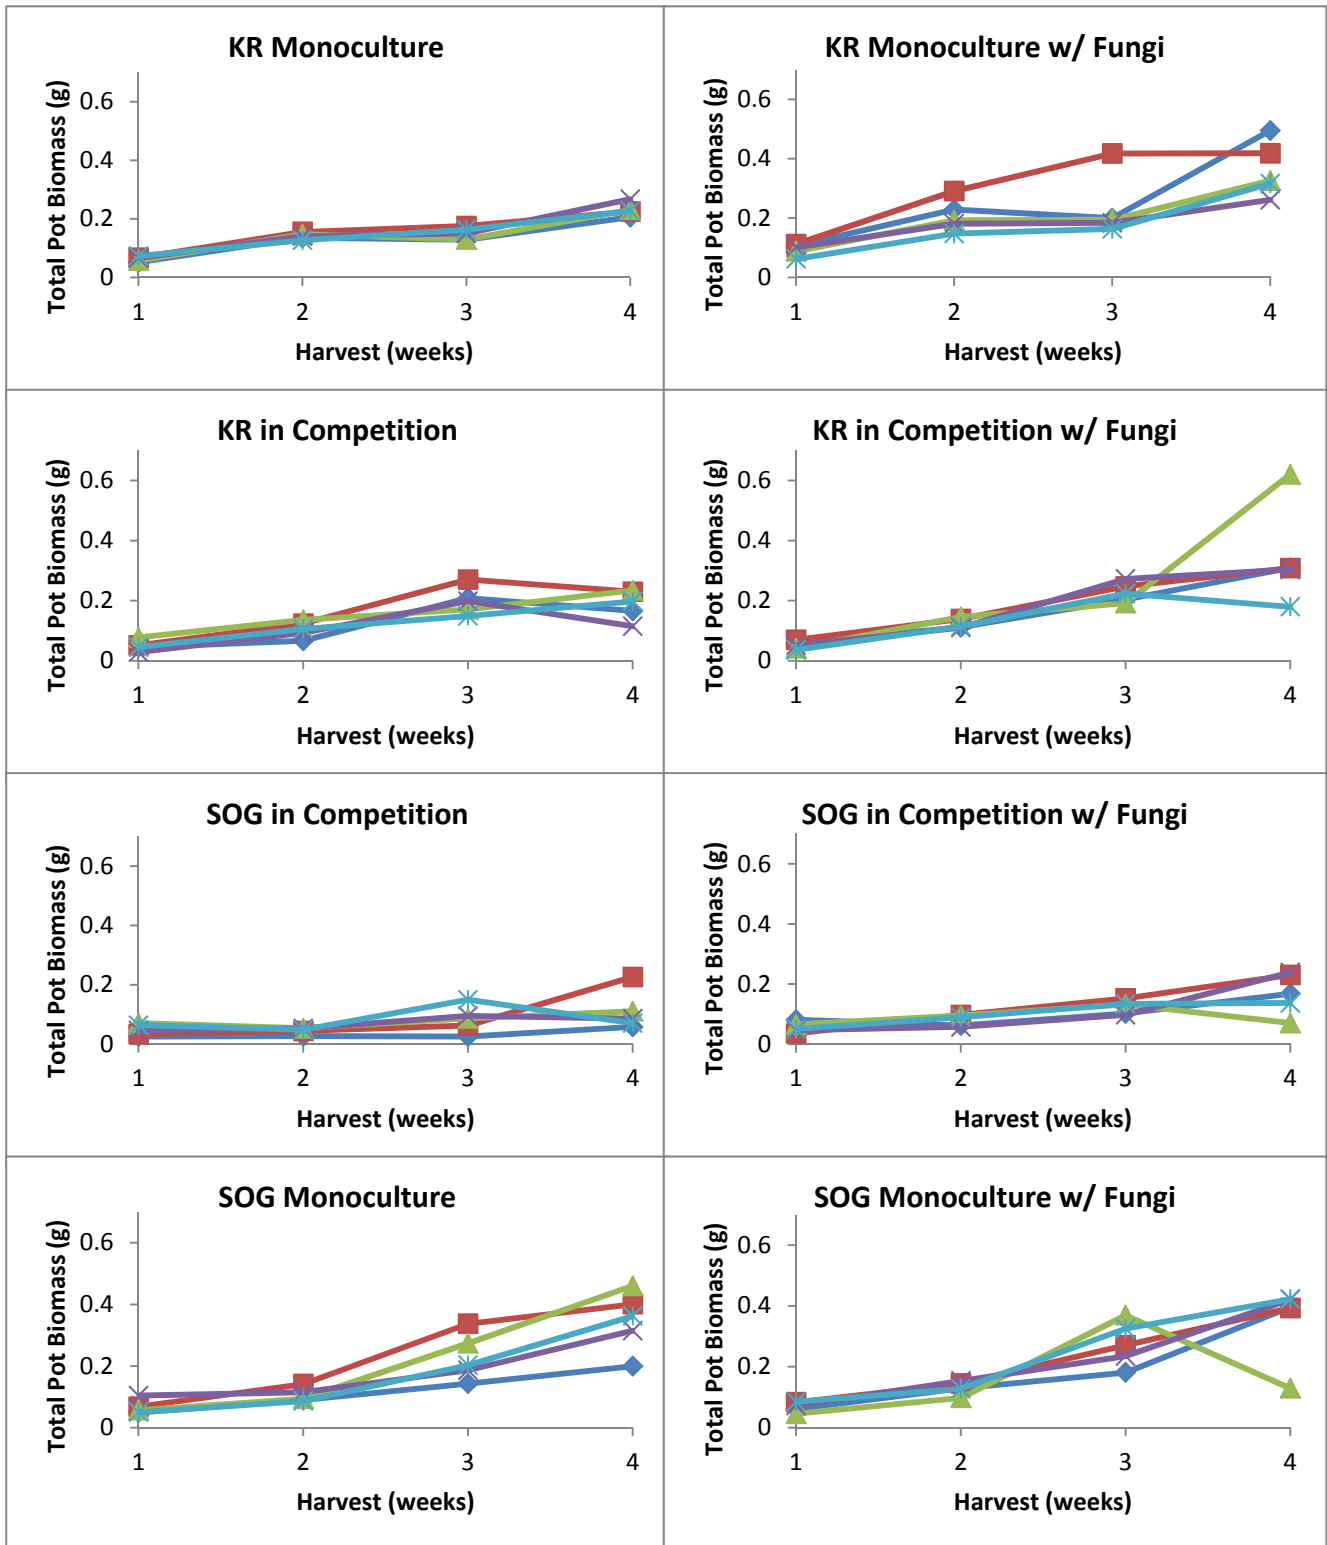 KR Monoculture
Total Pot Biomass (g)
0.6
0.4
0.2
0
1 2 3 4
Harvest (weeks)
KR Monoculture w/ Fungi
Total Pot Biomass (g)
0.6
0.4
0.2
0
1 2 3 4
Harvest (weeks)
KR in Competition
Total Pot Biomass (g)
0.6
0.4
0.2
0
1 2 3 4
Harvest (weeks)
KR in Competition w/ Fungi
Total Pot Biomass (g)
0.6
0.4
0.2
0
1 2 3 4
Harvest (weeks)
SOG in Competition
Total Pot Biomass (g)
0.6
0.4
0.2
0
1 2 3 4
Harvest (weeks)
SOG in Competition w/ Fungi
Total Pot Biomass (g)
0.6
0.4
0.2
0
1 2 3 4
Harvest (weeks)
SOG Monoculture
Total Pot Biomass (g)
0.6
0.4
0.2
0
1 2 3 4
Harvest (weeks)
SOG Monoculture w/ Fungi
Total Pot Biomass (g)
0.6
0.4
0.2
0
1 2 3 4
Harvest (weeks)